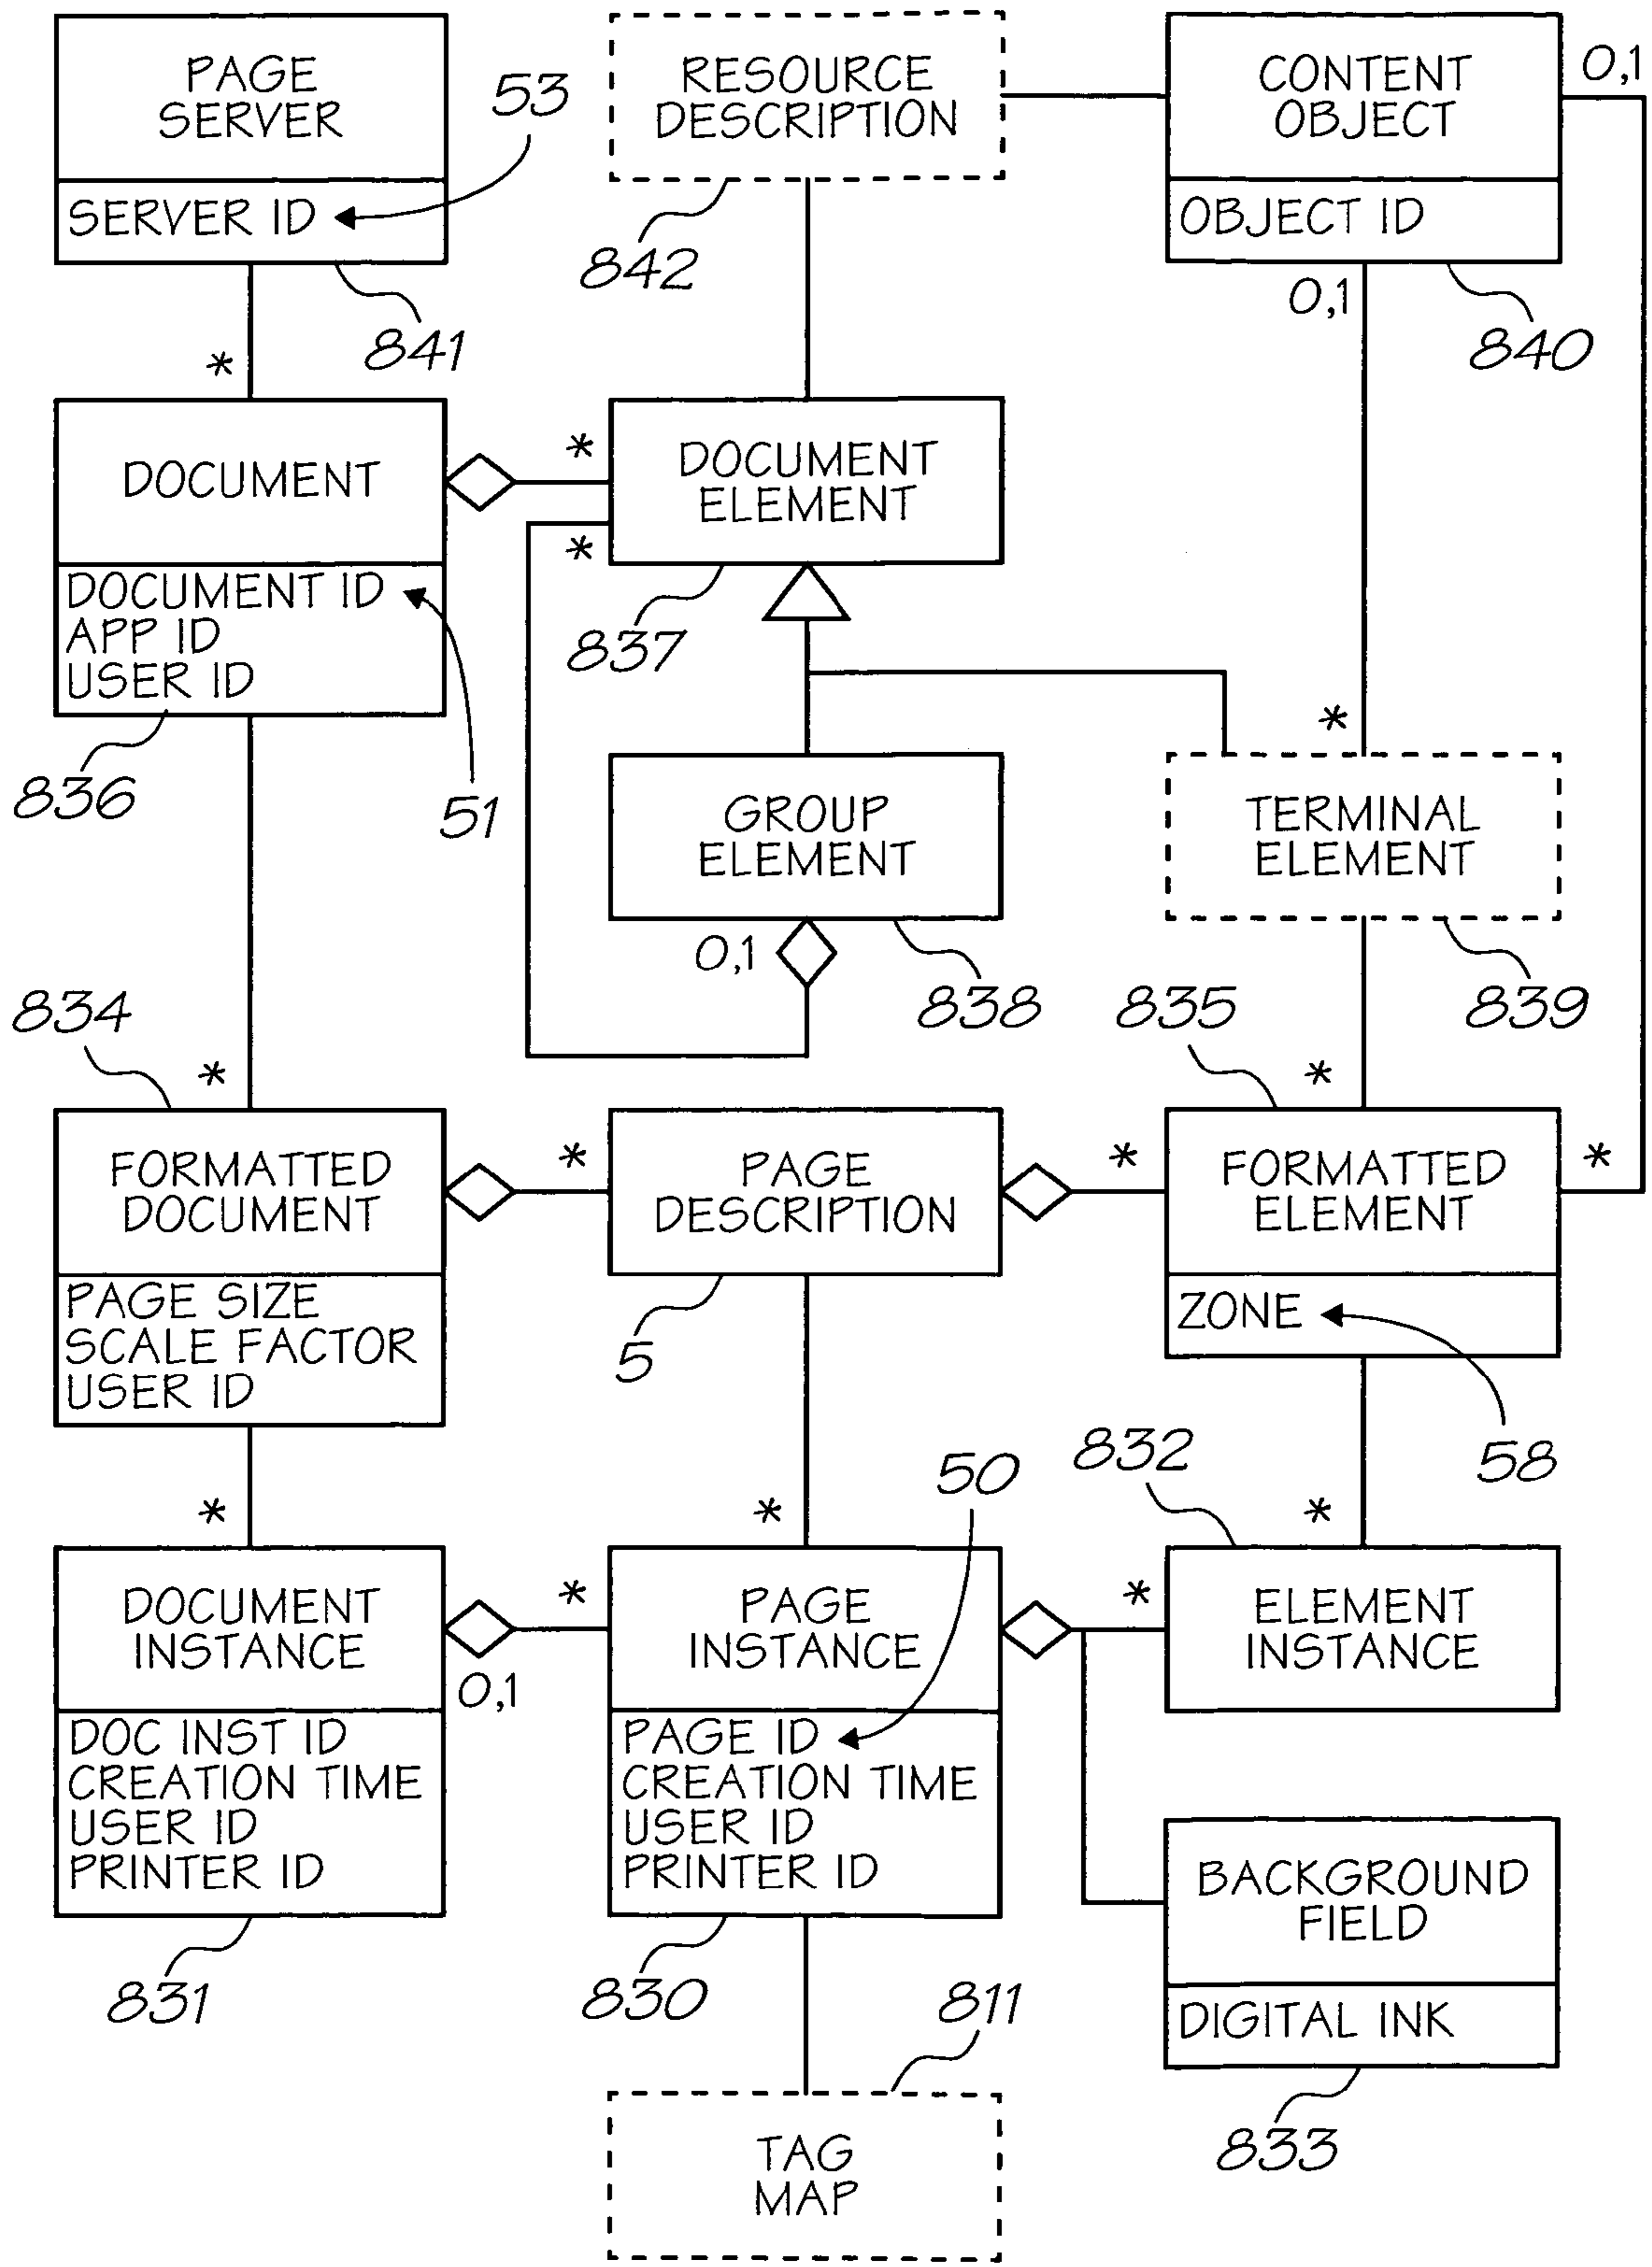 PAGE
SERVER
SERVER ID
53
841
RESOURCE
DESCRIPTION
842
CONTENT
OBJECT
OBJECT ID
0,1
0,1
840
*
DOCUMENT
DOCUMENT ID
APP ID
USER ID
836
51
*
*
DOCUMENT
ELEMENT
837
GROUP
ELEMENT
0,1
838
*
TERMINAL
ELEMENT
839
834
*
FORMATTED
DOCUMENT
PAGE SIZE
SCALE FACTOR
USER ID
*
PAGE
DESCRIPTION
5
*
835
*
FORMATTED
ELEMENT
*
ZONE
58
*
DOCUMENT
INSTANCE
0,1
DOC INST ID
CREATION TIME
USER ID
PRINTER ID
831
*
*
50
PAGE
INSTANCE
PAGE ID
CREATION TIME
USER ID
PRINTER ID
830
832
*
*
ELEMENT
INSTANCE
BACKGROUND
FIELD
DIGITAL INK
833
811
TAG
MAP